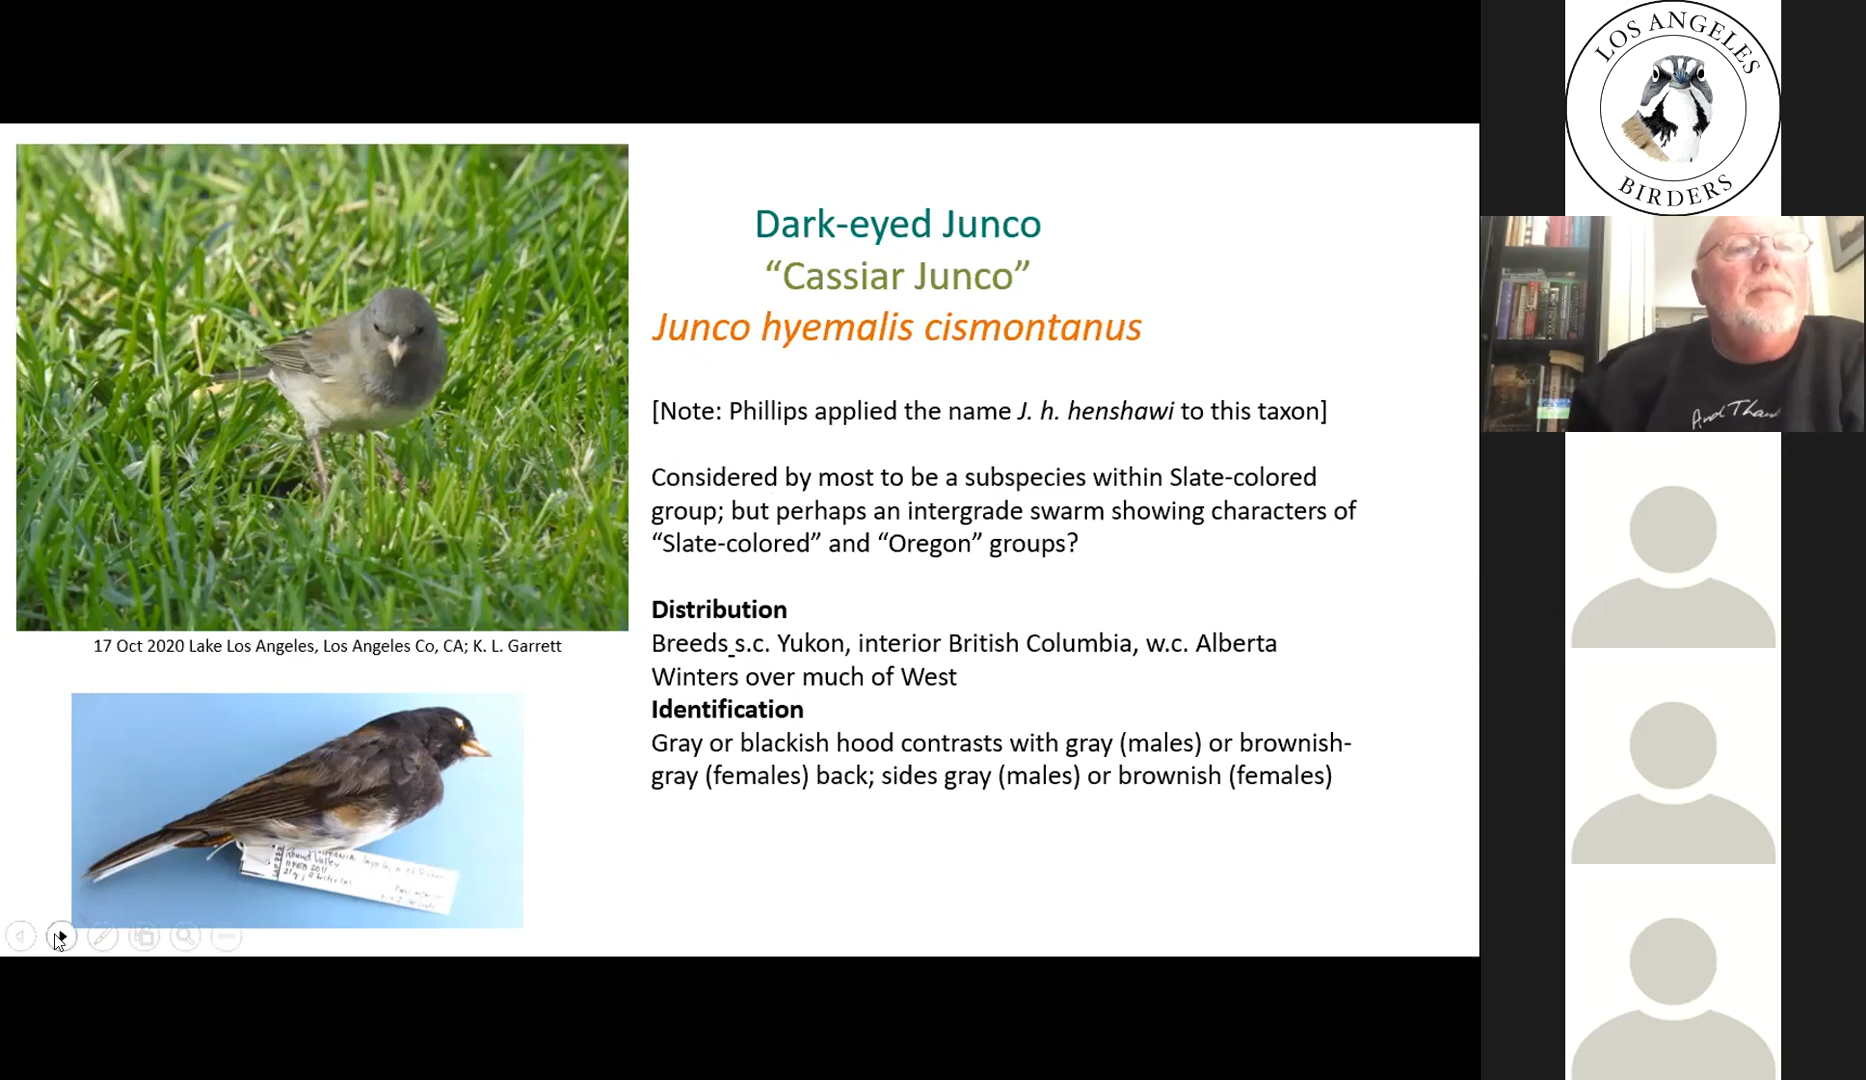 Dark-eyed Junco
“Cassiar Junco”
Junco hyemalis cismontanus
[Note: Phillips applied the name J. h. henshawi to this taxon]
Considered by most to be a subspecies within Slate-colored
group; but perhaps an intergrade swarm showing characters of
“Slate-colored” and “Oregon” groups?
Distribution
Breeds s.c. Yukon, interior British Columbia, w.c. Alberta
Winters over much of West
Identification
Gray or blackish hood contrasts with gray (males) or brownish-
gray (females) back; sides gray (males) or brownish (females)
17 Oct 2020 Lake Los Angeles, Los Angeles Co, CA; K. L. Garrett
Round Valley
LOS ANGELES
BIRDERS
And Than